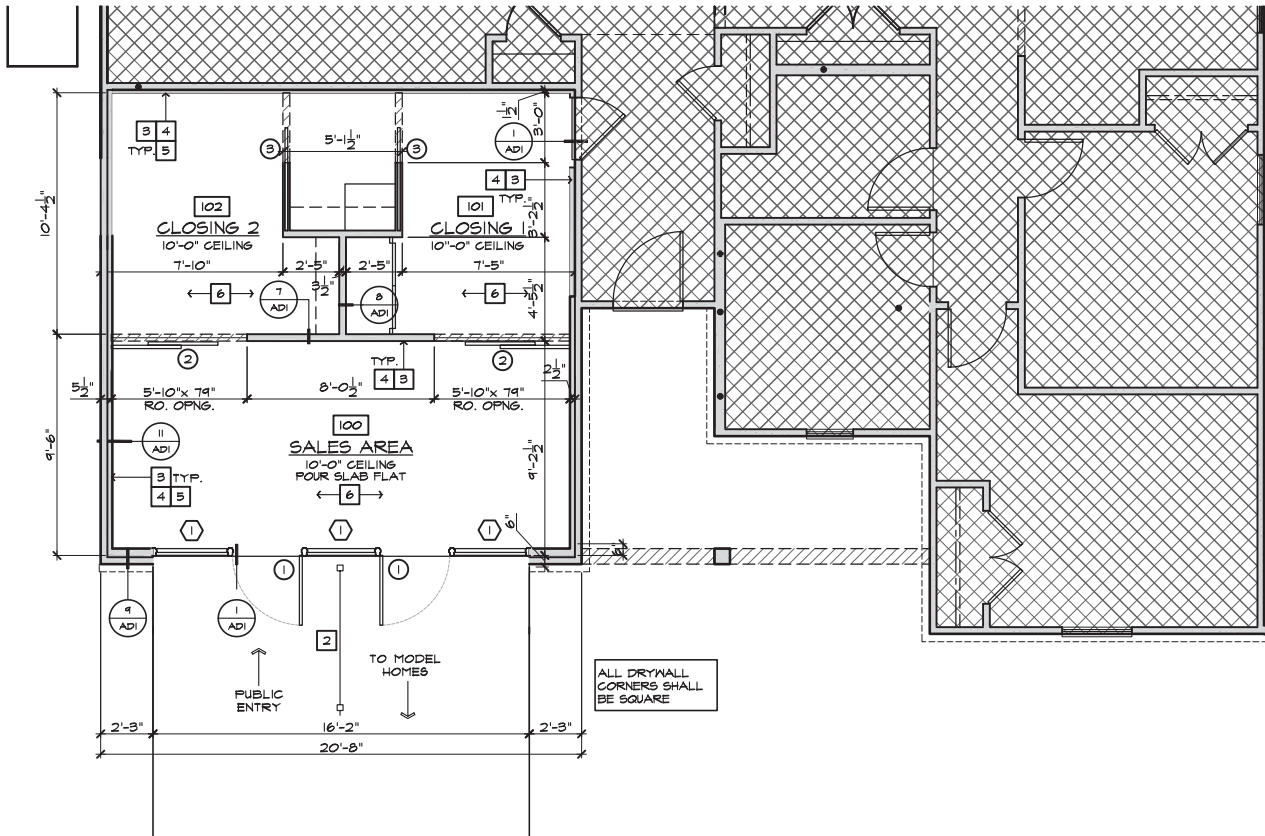 3 4
TYP. 5
3
5'-1½"
3
½"
3'-0"
1
ADI
4 3
TYP.
102
CLOSING 2
10'-0" CEILING
101
CLOSING 1
10"-0" CEILING
3'-2½"
10'-4½"
7'-10"
2'-5"
2'-5"
7'-5"
3½"
6
7
ADI
8
ADI
6
4'-5½"
2
2
TYP.
4 3
2½"
5½"
5'-10"x 79"
RO. OPNG.
8'-0½"
5'-10"x 79"
RO. OPNG.
100
SALES AREA
10'-0" CEILING
POUR SLAB FLAT
6
11
ADI
9'-6"
9'-2½"
3 TYP.
4 5
6"
1
1
1
1
1
9
ADI
1
ADI
2
PUBLIC
ENTRY
TO MODEL
HOMES
ALL DRYWALL
CORNERS SHALL
BE SQUARE
2'-3"
16'-2"
2'-3"
20'-8"